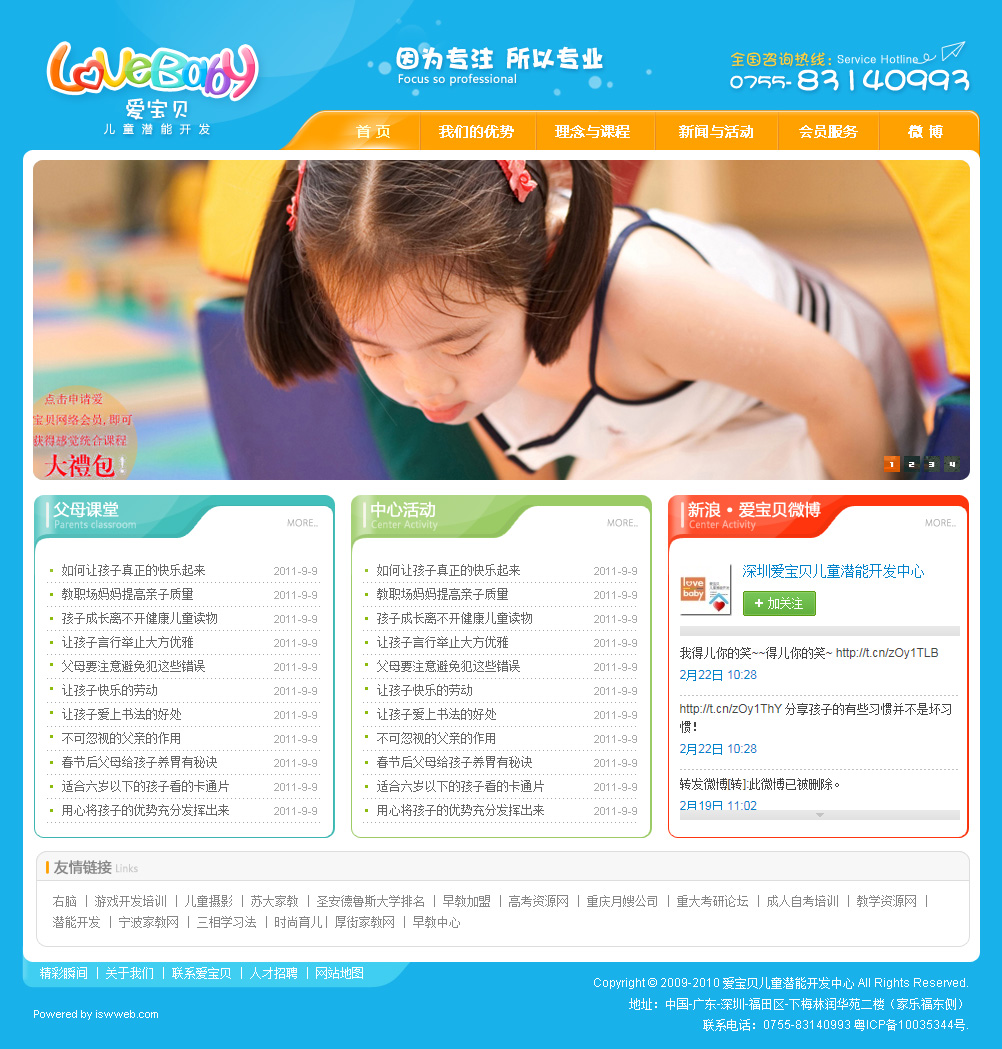 LoveBaby
爱宝贝
儿童潜能开发
因为专注 所以专业
Focus so professional
全国咨询热线: Service Hotline
0755-83140993
首 页 我们的优势 理念与课程 新闻与活动 会员服务 微 博
点击申请爱
宝贝网络会员,即可
获得感觉统合课程
大禮包!
1 2 3 4
父母课堂
Parents classroom
MORE..
如何让孩子真正的快乐起来 2011-9-9
教职场妈妈提高亲子质量 2011-9-9
孩子成长离不开健康儿童读物 2011-9-9
让孩子言行举止大方优雅 2011-9-9
父母要注意避免犯这些错误 2011-9-9
让孩子快乐的劳动 2011-9-9
让孩子爱上书法的好处 2011-9-9
不可忽视的父亲的作用 2011-9-9
春节后父母给孩子养胃有秘诀 2011-9-9
适合六岁以下的孩子看的卡通片 2011-9-9
用心将孩子的优势充分发挥出来 2011-9-9
中心活动
Center Activity
MORE..
如何让孩子真正的快乐起来 2011-9-9
教职场妈妈提高亲子质量 2011-9-9
孩子成长离不开健康儿童读物 2011-9-9
让孩子言行举止大方优雅 2011-9-9
父母要注意避免犯这些错误 2011-9-9
让孩子快乐的劳动 2011-9-9
让孩子爱上书法的好处 2011-9-9
不可忽视的父亲的作用 2011-9-9
春节后父母给孩子养胃有秘诀 2011-9-9
适合六岁以下的孩子看的卡通片 2011-9-9
用心将孩子的优势充分发挥出来 2011-9-9
新浪 • 爱宝贝微博
Center Activity
MORE..
love
baby
深圳爱宝贝儿童潜能开发中心
+ 加关注
我得儿你的笑~~得儿你的笑~ http://t.cn/zOy1TLB
2月22日 10:28
http://t.cn/zOy1ThY 分享孩子的有些习惯并不是坏习
惯！
2月22日 10:28
转发微博[转]:此微博已被删除。
2月19日 11:02
友情链接 Links
右脑 | 游戏开发培训 | 儿童摄影 | 苏大家教 | 圣安德鲁斯大学排名 | 早教加盟 | 高考资源网 | 重庆月嫂公司 | 重大考研论坛 | 成人自考培训 | 教学资源网 |
潜能开发 | 宁波家教网 | 三相学习法 | 时尚育儿 | 厚街家教网 | 早教中心
精彩瞬间 | 关于我们 | 联系爱宝贝 | 人才招聘 | 网站地图
Copyright © 2009-2010 爱宝贝儿童潜能开发中心 All Rights Reserved.
地址：中国-广东-深圳-福田区-下梅林润华苑二楼（家乐福东侧）
联系电话：0755-83140993 粤ICP备10035344号.
Powered by iswweb.com